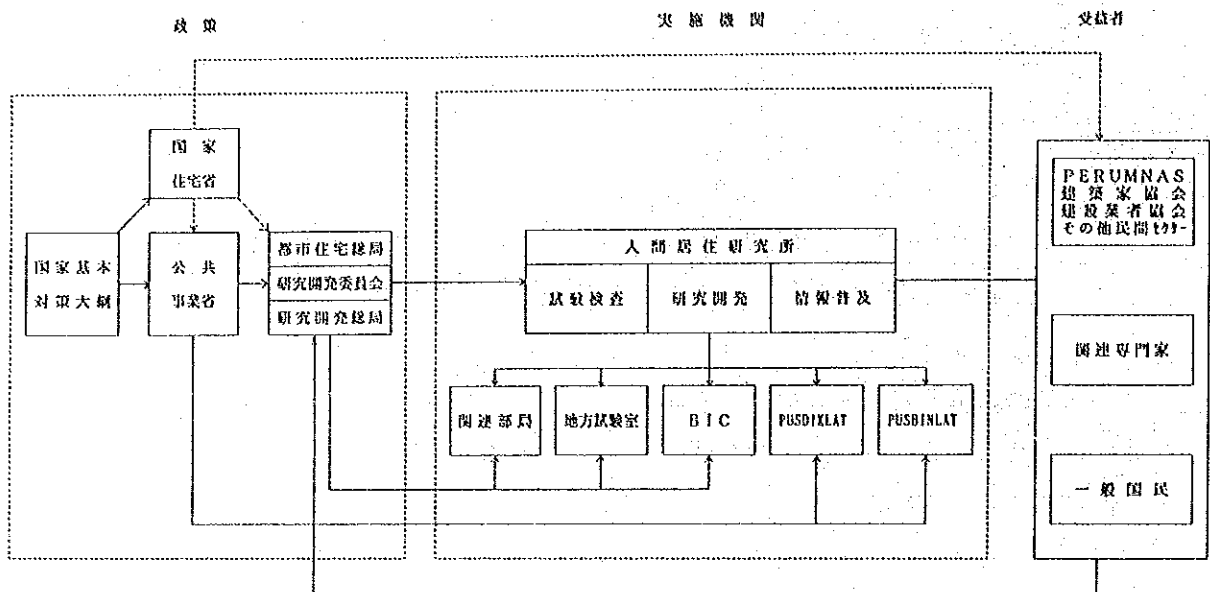 政策
実施機関
受益者
国家
住宅省
国家基本
対策大綱
公共
事業省
都市住宅総局
研究開発委員会
研究開発総局
人間居住研究所
試験検査
研究開発
情報普及
関連部局
地方試験室
BIC
PUSDIXLAT
PUSBINLAT
PERUMNAS
建築家協会
建設業者協会
その他民間セクター
関連専門家
一般国民